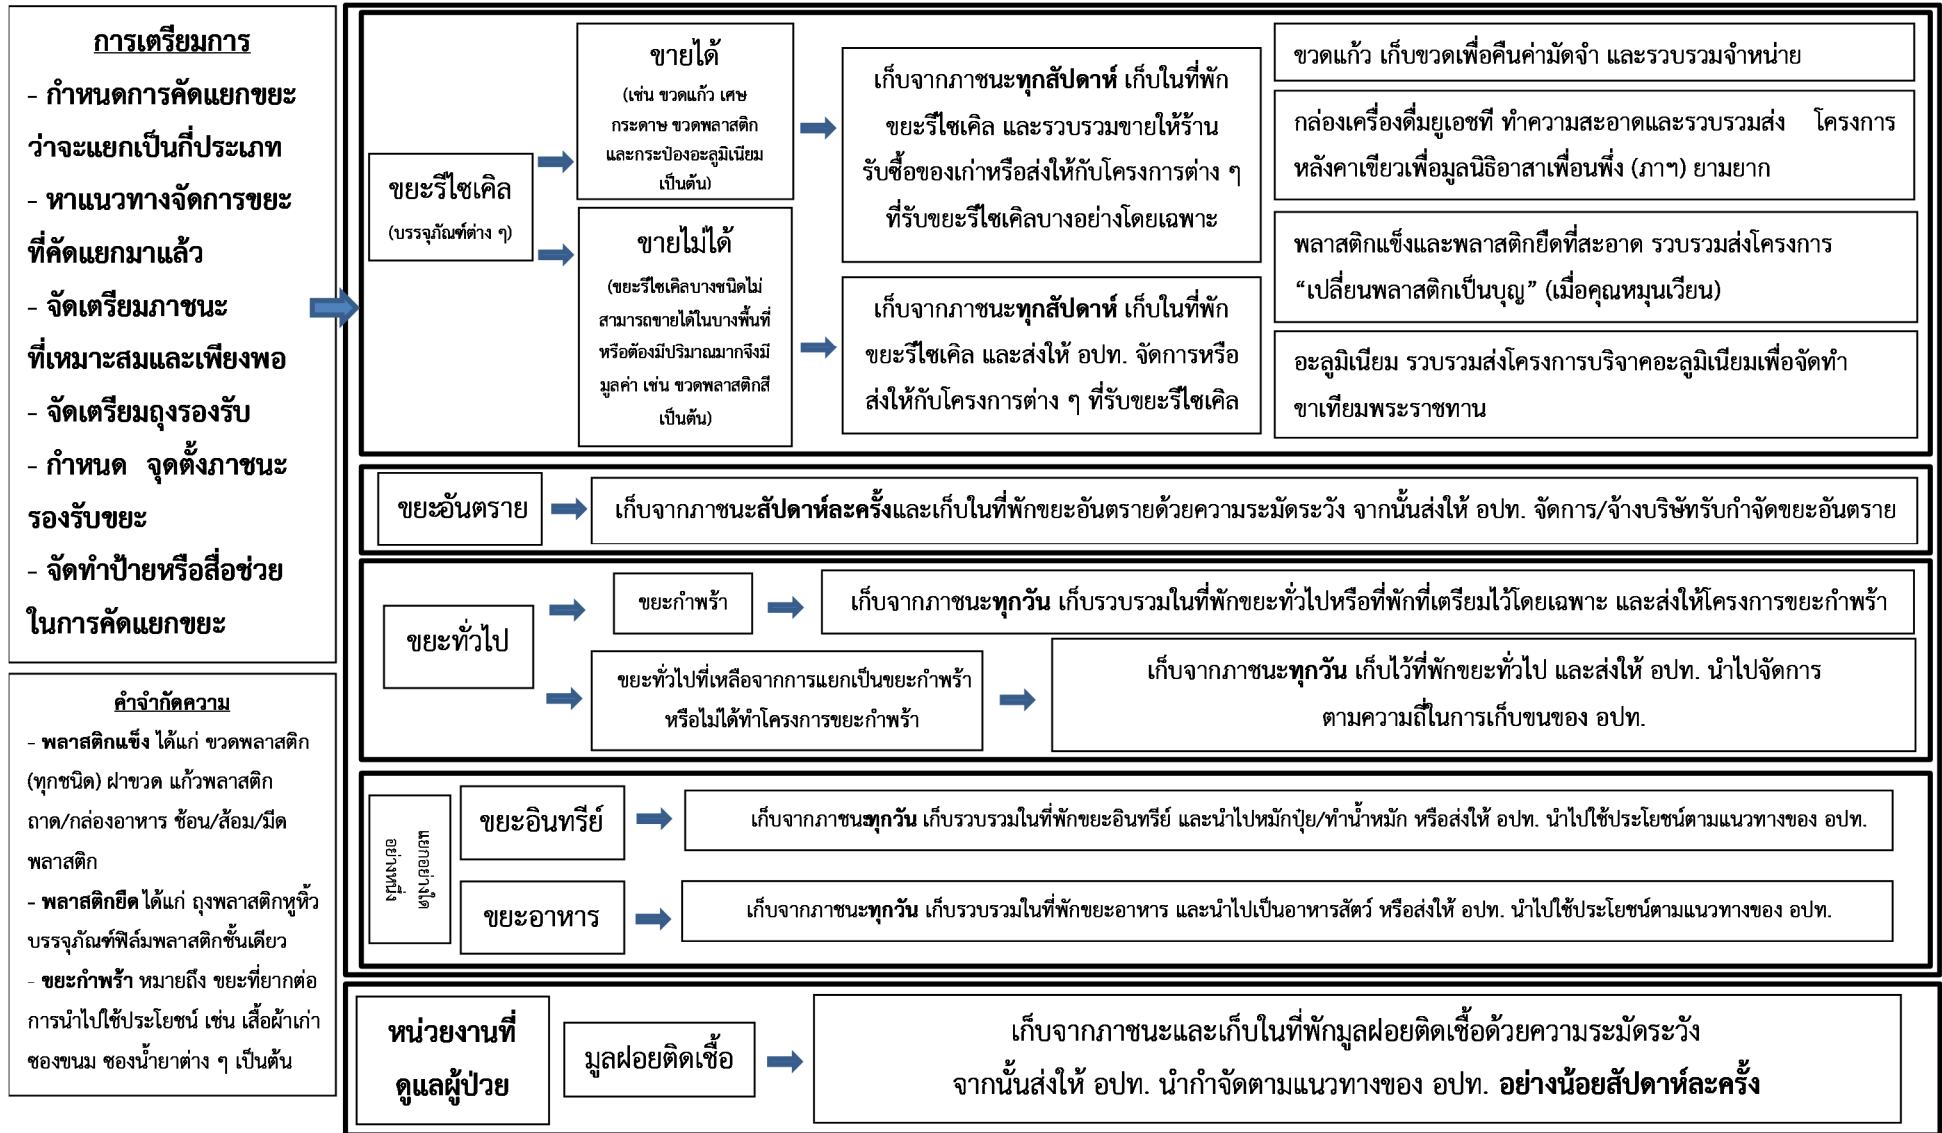 การเตรียมการ
- กำหนดการคัดแยกขยะ
ว่าจะแยกเป็นกี่ประเภท
- หาแนวทางจัดการขยะ
ที่คัดแยกมาแล้ว
- จัดเตรียมภาชนะ
ที่เหมาะสมและเพียงพอ
- จัดเตรียมถุงรองรับ
- กำหนด จุดตั้งภาชนะ
รองรับขยะ
- จัดทำป้ายหรือสื่อช่วย
ในการคัดแยกขยะ
คำจำกัดความ
- พลาสติกแข็ง ได้แก่ ขวดพลาสติก
(ทุกชนิด) ฝาขวด แก้วพลาสติก
ถาด/กล่องอาหาร ช้อน/ส้อม/มีด
พลาสติก
- พลาสติกยืด ได้แก่ ถุงพลาสติกหูหิ้ว
บรรจุภัณฑ์ฟิล์มพลาสติกชั้นเดียว
- ขยะกำพร้า หมายถึง ขยะที่ยากต่อ
การนำไปใช้ประโยชน์ เช่น เสื้อผ้าเก่า
ซองขนม ซองน้ำยาต่าง ๆ เป็นต้น
ขยะรีไซเคิล
(บรรจุภัณฑ์ต่าง ๆ)
ขายได้
(เช่น ขวดแก้ว เศษ
กระดาษ ขวดพลาสติก
และกระป๋องอะลูมิเนียม
เป็นต้น)
เก็บจากภาชนะทุกสัปดาห์ เก็บในที่พัก
ขยะรีไซเคิล และรวบรวมขายให้ร้าน
รับซื้อของเก่าหรือส่งให้กับโครงการต่าง ๆ
ที่รับขยะรีไซเคิลบางอย่างโดยเฉพาะ
ขายไม่ได้
(ขยะรีไซเคิลบางชนิดไม่
สามารถขายได้ในบางพื้นที่
หรือต้องมีปริมาณมากจึงมี
มูลค่า เช่น ขวดพลาสติกสี
เป็นต้น)
เก็บจากภาชนะทุกสัปดาห์ เก็บในที่พัก
ขยะรีไซเคิล และส่งให้ อปท. จัดการหรือ
ส่งให้กับโครงการต่าง ๆ ที่รับขยะรีไซเคิล
ขวดแก้ว เก็บขวดเพื่อคืนค่ามัดจำ และรวบรวมจำหน่าย
กล่องเครื่องดื่มยูเอชที ทำความสะอาดและรวบรวมส่ง โครงการ
หลังคาเขียวเพื่อมูลนิธิอาสาเพื่อนพึ่ง (ภาฯ) ยามยาก
พลาสติกแข็งและพลาสติกยืดที่สะอาด รวบรวมส่งโครงการ
“เปลี่ยนพลาสติกเป็นบุญ” (เมื่อคุณหมุนเวียน)
อะลูมิเนียม รวบรวมส่งโครงการบริจาคอะลูมิเนียมเพื่อจัดทำ
ขาเทียมพระราชทาน
ขยะอันตราย
เก็บจากภาชนะสัปดาห์ละครั้งและเก็บในที่พักขยะอันตรายด้วยความระมัดระวัง จากนั้นส่งให้ อปท. จัดการ/จ้างบริษัทรับกำจัดขยะอันตราย
ขยะทั่วไป
ขยะกำพร้า
เก็บจากภาชนะทุกวัน เก็บรวบรวมในที่พักขยะทั่วไปหรือที่พักที่เตรียมไว้โดยเฉพาะ และส่งให้โครงการขยะกำพร้า
ขยะทั่วไปที่เหลือจากการแยกเป็นขยะกำพร้า
หรือไม่ได้ทำโครงการขยะกำพร้า
เก็บจากภาชนะทุกวัน เก็บไว้ที่พักขยะทั่วไป และส่งให้ อปท. นำไปจัดการ
ตามความถี่ในการเก็บขนของ อปท.
แยกอย่างใด
อย่างหนึ่ง
ขยะอินทรีย์
เก็บจากภาชนะทุกวัน เก็บรวบรวมในที่พักขยะอินทรีย์ และนำไปหมักปุ๋ย/ทำน้ำหมัก หรือส่งให้ อปท. นำไปใช้ประโยชน์ตามแนวทางของ อปท.
ขยะอาหาร
เก็บจากภาชนะทุกวัน เก็บรวบรวมในที่พักขยะอาหาร และนำไปเป็นอาหารสัตว์ หรือส่งให้ อปท. นำไปใช้ประโยชน์ตามแนวทางของ อปท.
หน่วยงานที่
ดูแลผู้ป่วย
มูลฝอยติดเชื้อ
เก็บจากภาชนะและเก็บในที่พักมูลฝอยติดเชื้อด้วยความระมัดระวัง
จากนั้นส่งให้ อปท. นำกำจัดตามแนวทางของ อปท. อย่างน้อยสัปดาห์ละครั้ง